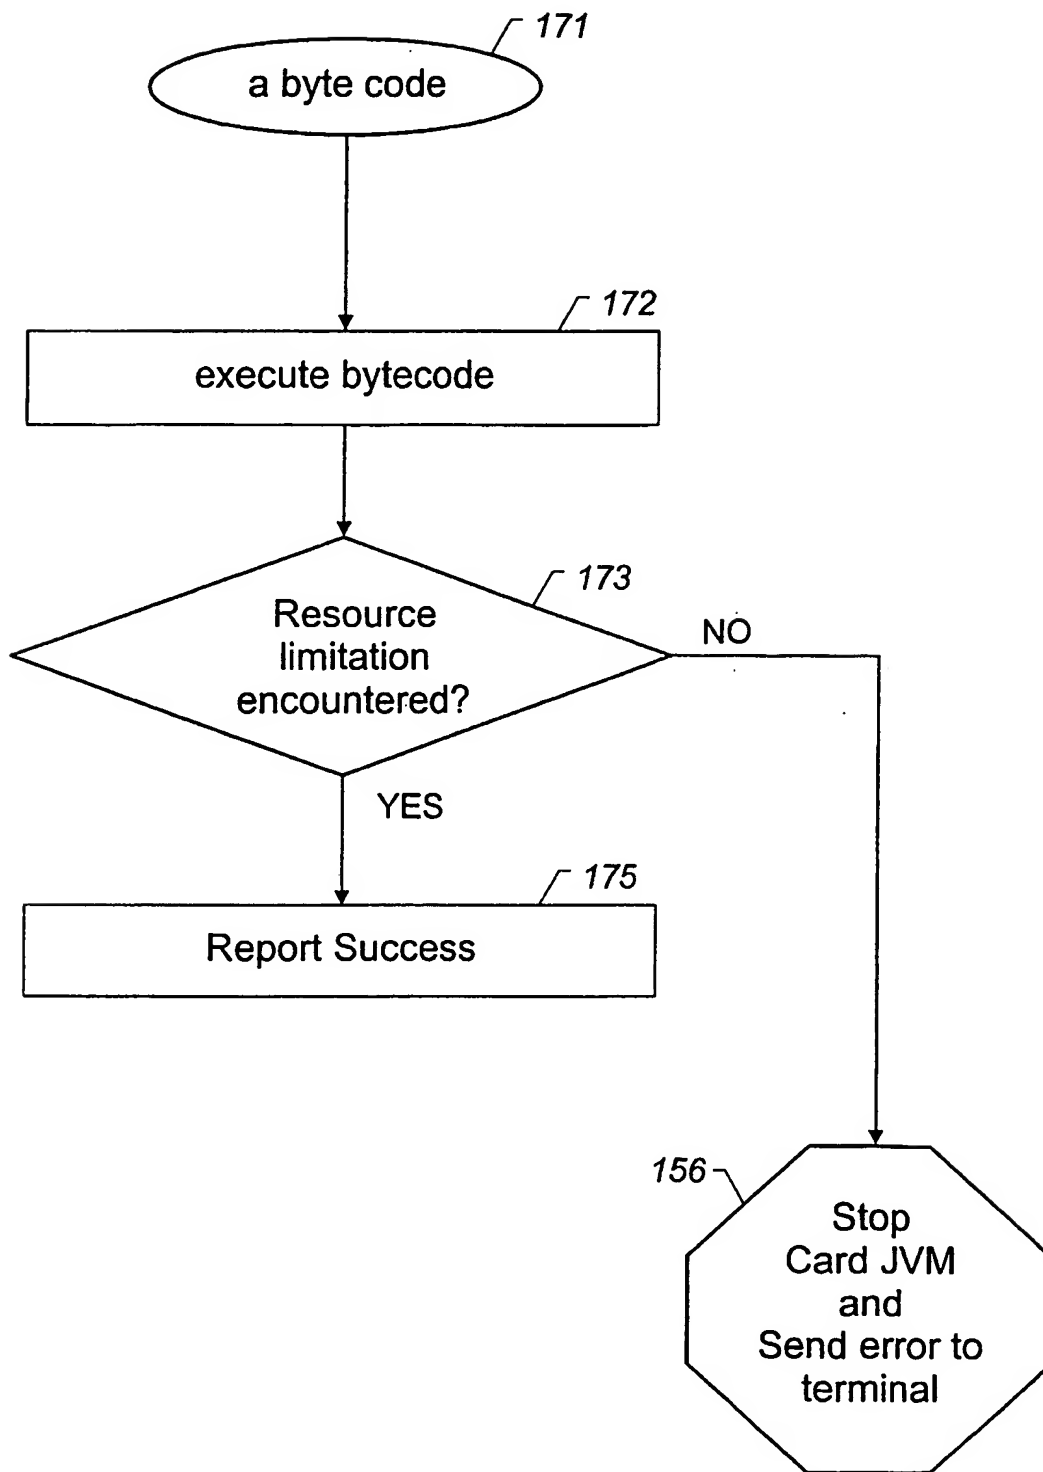 171
a byte code
172
execute bytecode
173
Resource
limitation
encountered?
NO
YES
175
Report Success
156
Stop
Card JVM
and
Send error to
terminal